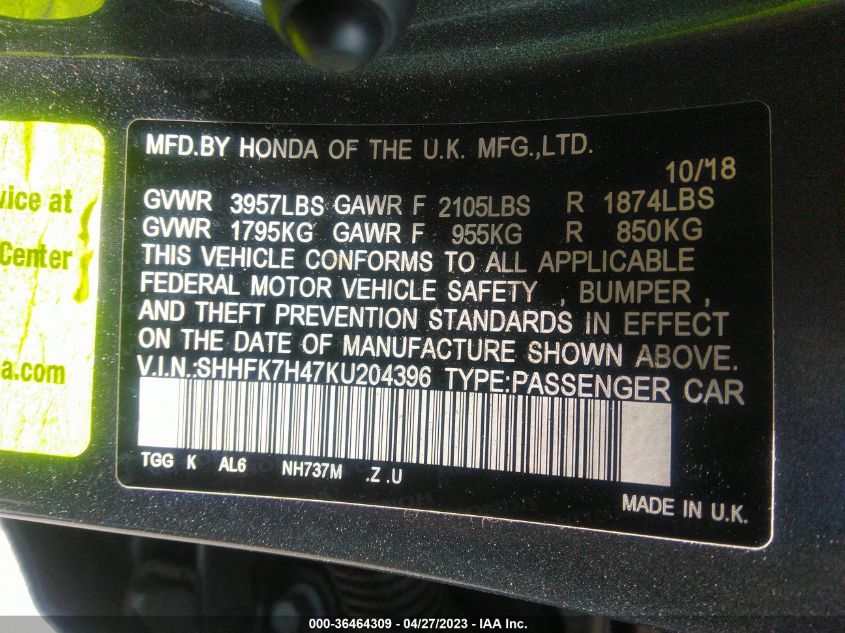 MFD.BY HONDA OF THE U.K. MFG.,LTD.
10/'18
GVWR 3957LBS GAWR F 2105LBS R 1874LBS
GVWR 1795KG GAWR F 955KG R 850KG
THIS VEHICLE CONFORMS TO ALL APPLICABLE
FEDERAL MOTOR VEHICLE SAFETY , BUMPER ,
AND THEFT PREVENTION STANDARDS IN EFFECT
ON THE DATE OF MANUFACTURE SHOWN ABOVE.
V.I.N.:SHHFK7H47KU204396 TYPE:PASSENGER CAR
TGG K AL6 NH737M .Z .U
MADE IN U.K.
vice at
Center
a.com
000-36464309 / 04/27/2023 - IAA Inc.